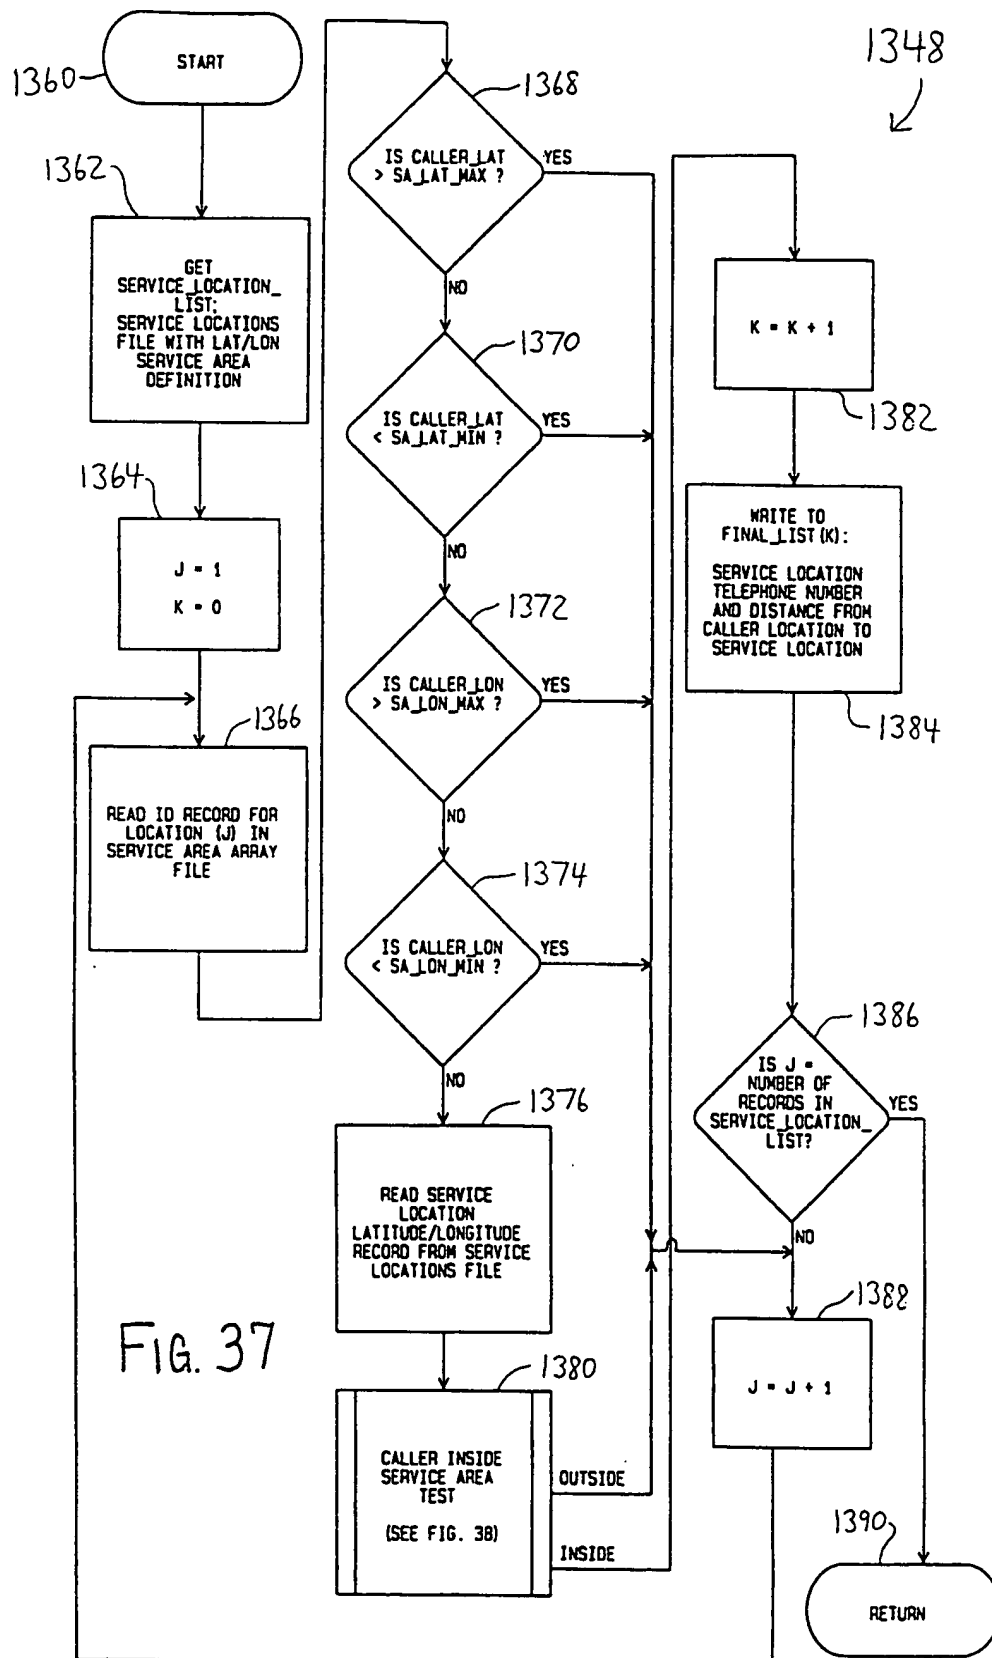 1348
START
1360
1362
GET
SERVICE_LOCATION_
LIST:
SERVICE LOCATIONS
FILE WITH LAT/LON
SERVICE AREA
DEFINITION
1364
J = 1
K = 0
1366
READ ID RECORD FOR
LOCATION (J) IN
SERVICE AREA ARRAY
FILE
1368
IS CALLER_LAT
> SA_LAT_MAX ?
YES
NO
1370
IS CALLER_LAT
< SA_LAT_MIN ?
YES
NO
1372
IS CALLER_LON
> SA_LON_MAX ?
YES
NO
1374
IS CALLER_LON
< SA_LON_MIN ?
YES
NO
1376
READ SERVICE
LOCATION
LATITUDE/LONGITUDE
RECORD FROM SERVICE
LOCATIONS FILE
1380
CALLER INSIDE
SERVICE AREA
TEST
(SEE FIG. 38)
OUTSIDE
INSIDE
K = K + 1
1382
WRITE TO
FINAL_LIST(K):
SERVICE LOCATION
TELEPHONE NUMBER
AND DISTANCE FROM
CALLER LOCATION TO
SERVICE LOCATION
1384
1386
IS J =
NUMBER OF
RECORDS IN
SERVICE_LOCATION_
LIST?
YES
NO
1388
J = J + 1
1390
RETURN
FIG. 37